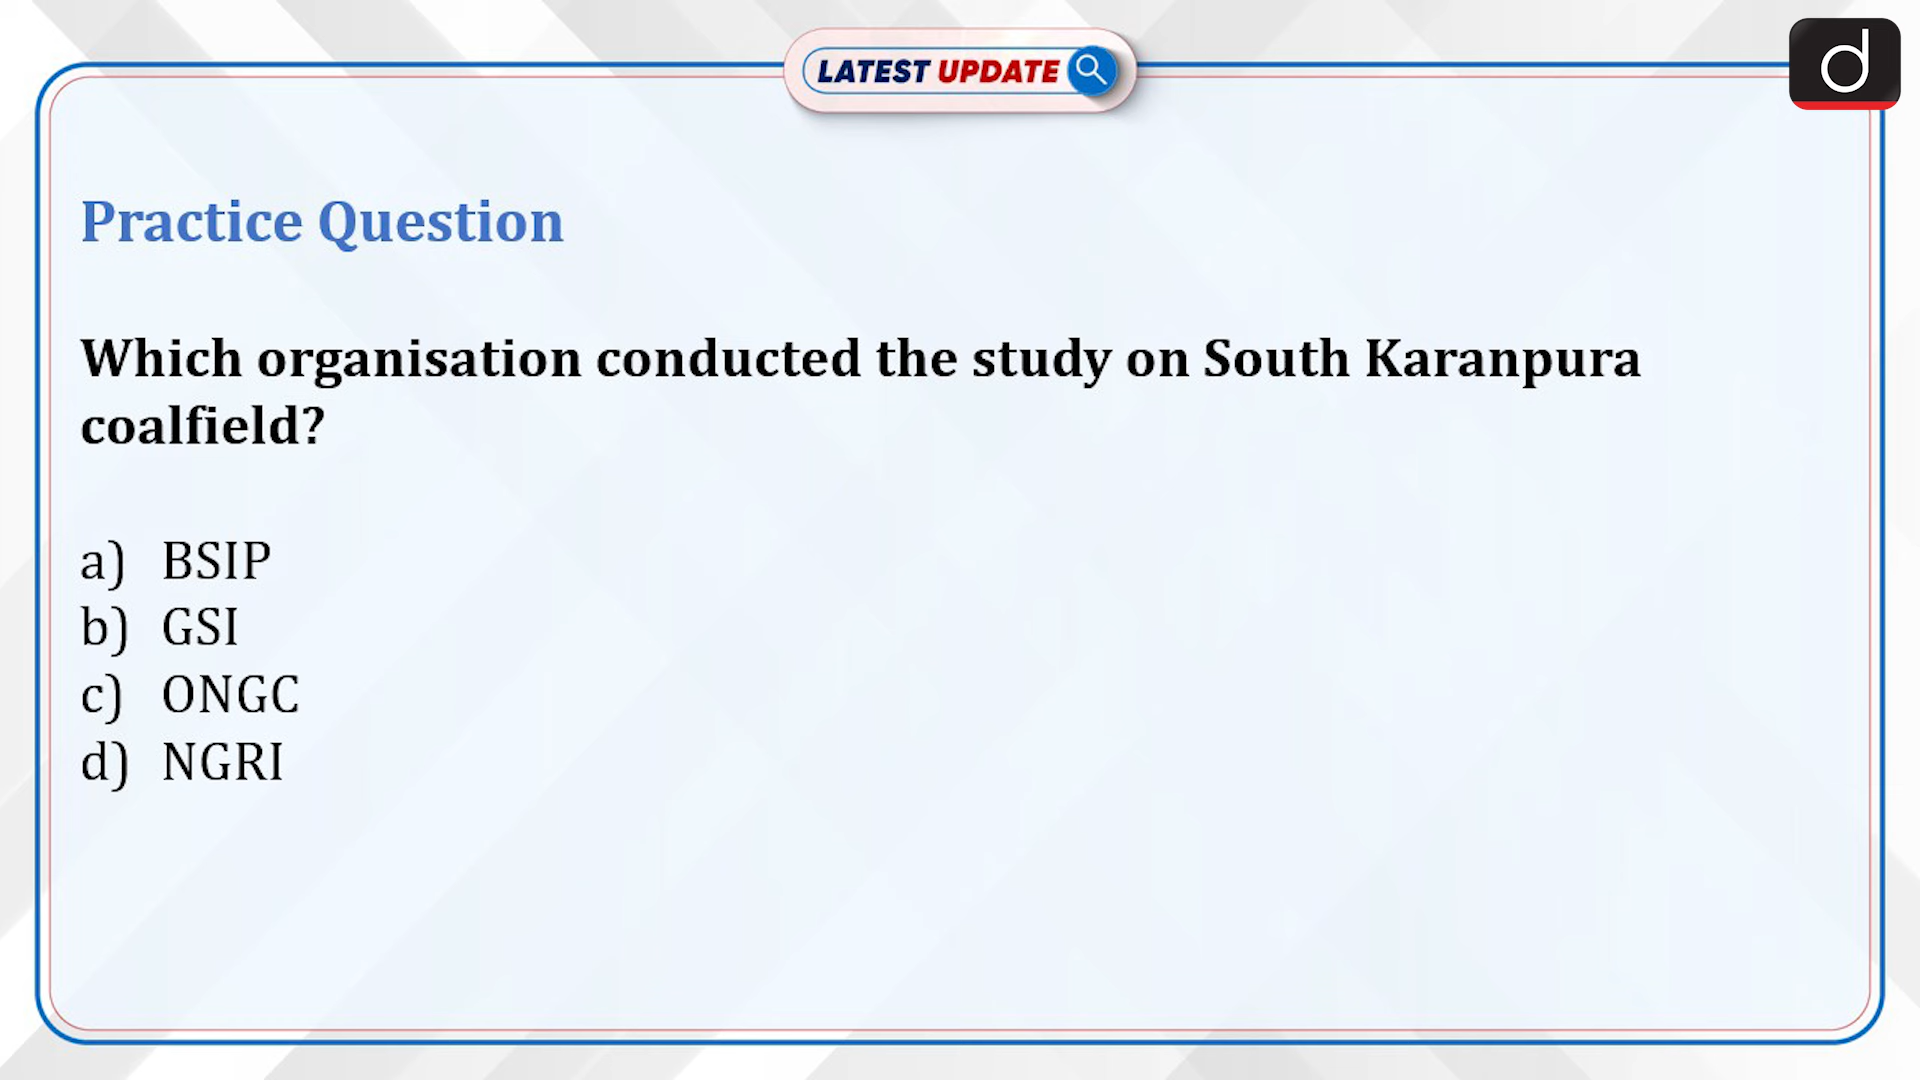 LATEST UPDATE
d
Practice Question
Which organisation conducted the study on South Karanpura
coalfield?
a) BSIP
b) GSI
c) ONGC
d) NGRI